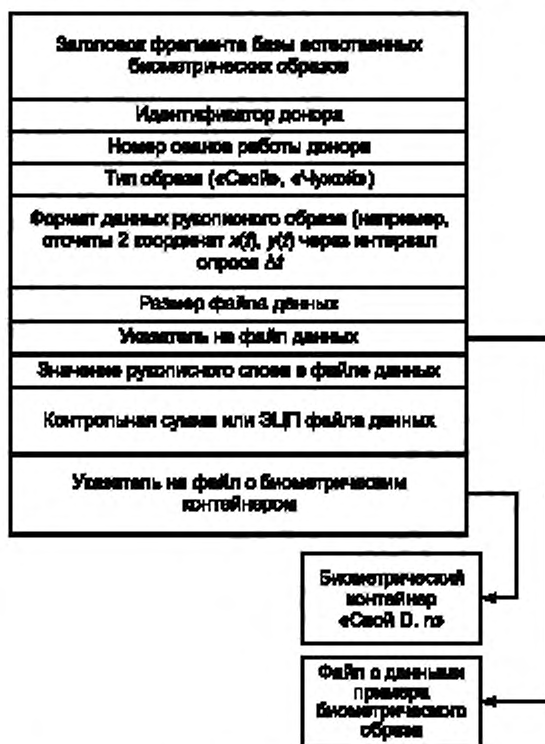 Заголовок фрагмента базы естественных
биометрических образов
Идентификатор донора
Номер сеанса работы донора
Тип образа («Свой», «Чужой»)
Формат данных рукописного образа (например,
отсчеты 2 координат x(t), y(t) через интервал
опроса Δt
Размер файла данных
Указатель на файл данных
Значение рукописного слова в файле данных
Контрольная сумма или ЭЦП файла данных
Указатель на файл с биометрическим
контейнером
Биометрический
контейнер
«Свой D. n»
Файл с данными
примера
биометрического
образа